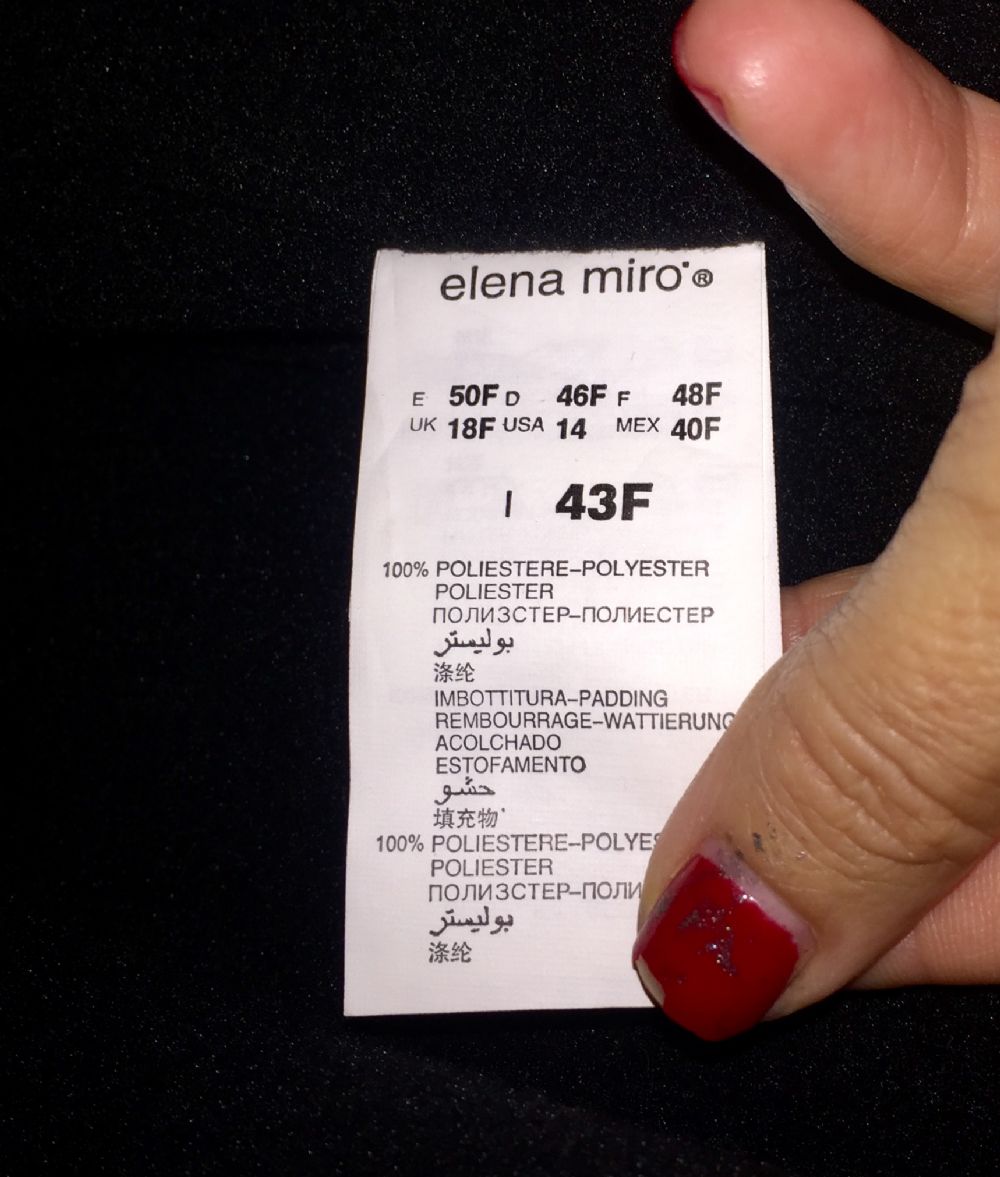 elena miro'®
E 50F D 46F F 48F
UK 18F USA 14 MEX 40F
I 43F
100% POLIESTERE–POLYESTER
POLIESTER
ПОЛИЗСТЕР–ПОЛИЕСТЕР
بوليستر
涤纶
IMBOTTITURA–PADDING
REMBOURRAGE–WATTIERUNG
ACOLCHADO
ESTOFAMENTO
حشو
填充物
100% POLIESTERE–POLYES
POLIESTER
ПОЛИЗСТЕР–ПОЛИ
بوليستر
涤纶